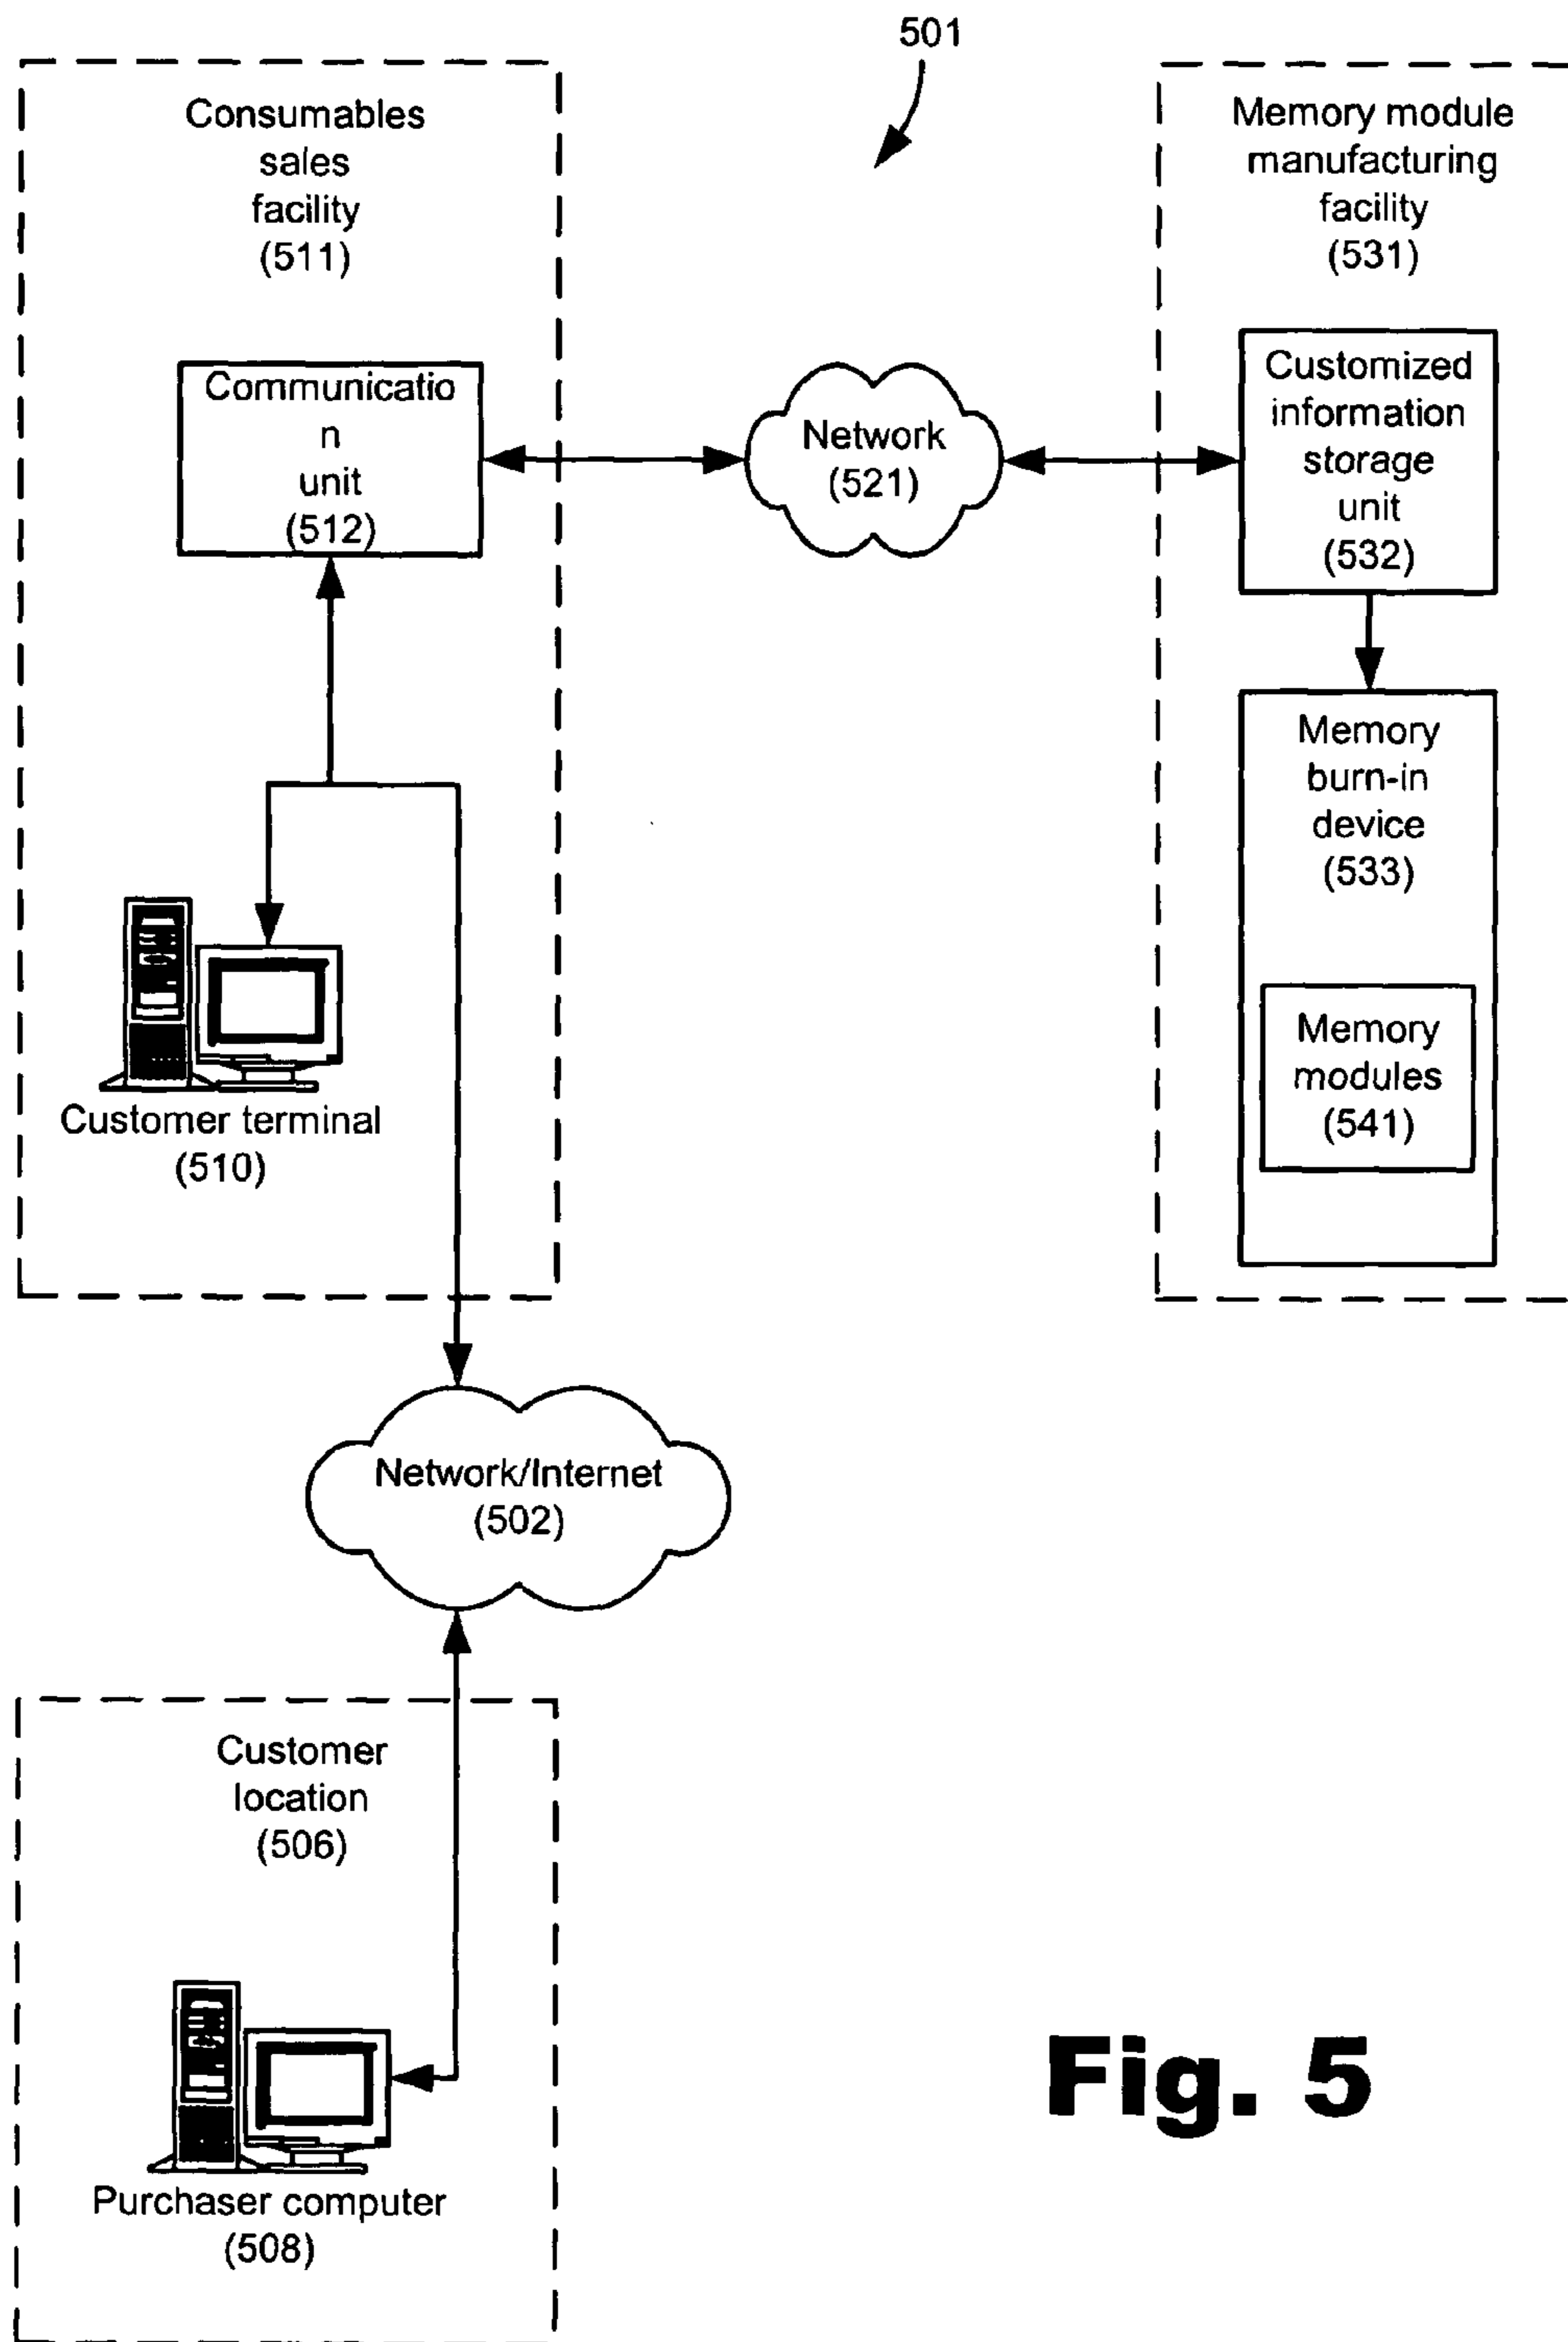 501
Consumables
sales
facility
(511)
Memory module
manufacturing
facility
(531)
Communicatio
n
unit
(512)
Network
(521)
Customized
information
storage
unit
(532)
Memory
burn-in
device
(533)
Memory
modules
(541)
Customer terminal
(510)
Network/Internet
(502)
Customer
location
(506)
Purchaser computer
(508)
Fig. 5